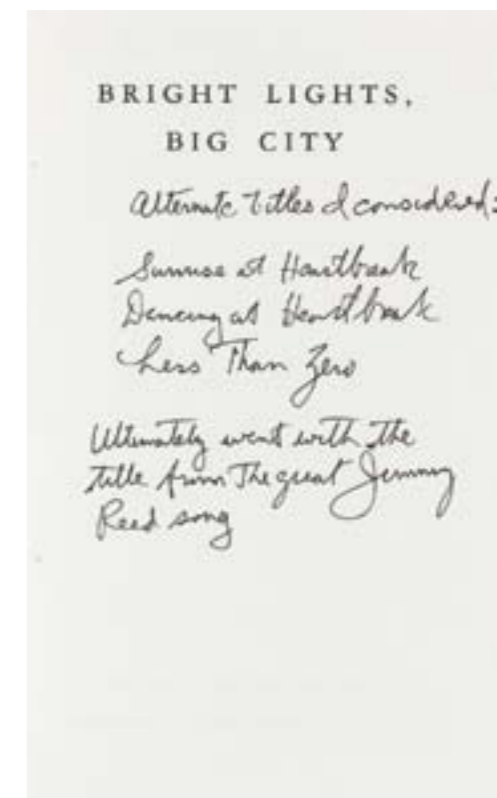 BRIGHT LIGHTS,
BIG CITY
Alternate Titles I considered:
Sunrise at Heartbreak
Dancing at Heartbreak
Less Than Zero
Ultimately went with the
title from The great Jimmy
Reed song